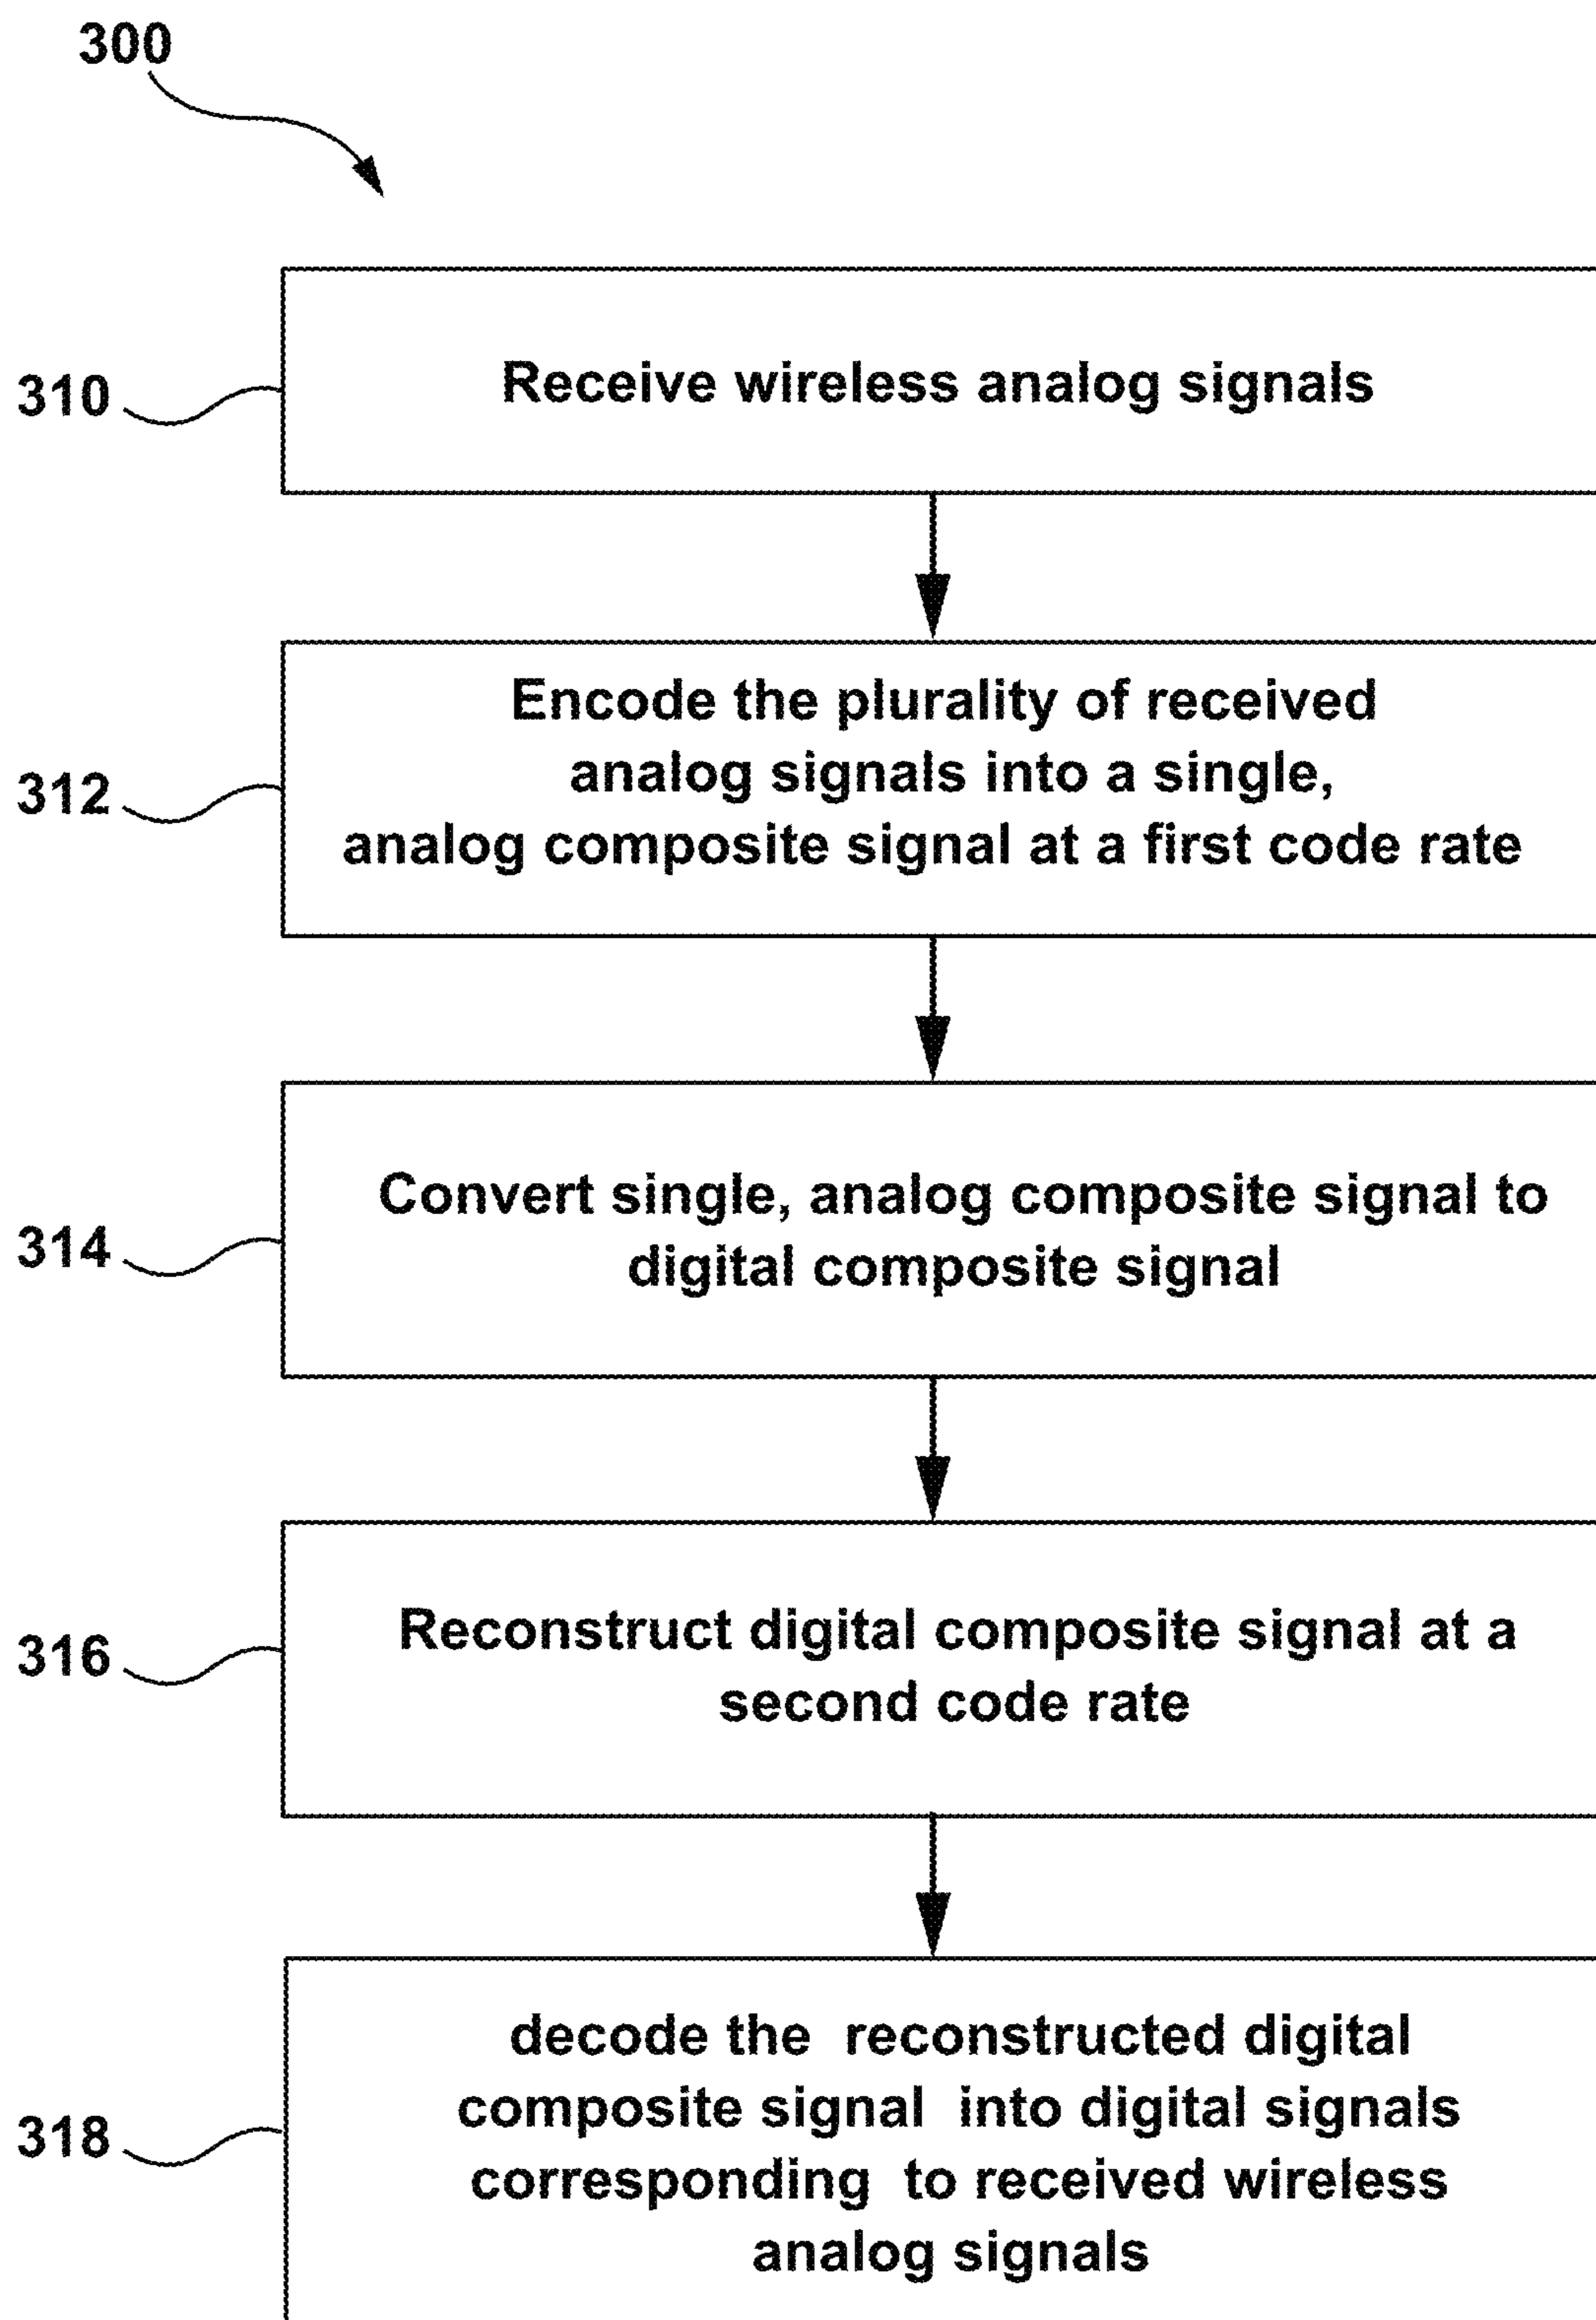 300
310
Receive wireless analog signals
312
Encode the plurality of received
analog signals into a single,
analog composite signal at a first code rate
314
Convert single, analog composite signal to
digital composite signal
316
Reconstruct digital composite signal at a
second code rate
318
decode the  reconstructed digital
composite signal  into digital signals
corresponding  to received wireless
analog signals